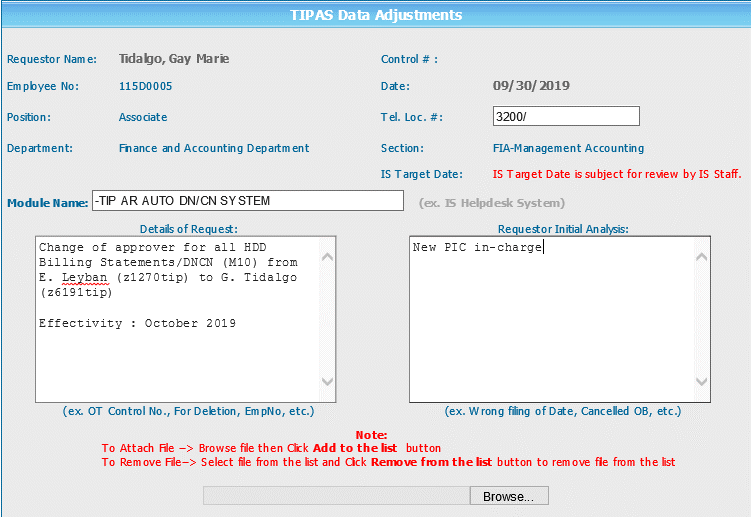 TIPAS Data Adjustments
Requestor Name: Tidalgo, Gay Marie Control # :
Employee No: 115D0005 Date: 09/30/2019
Position: Associate Tel. Loc. #: 3200/
Department: Finance and Accounting Department Section: FIA-Management Accounting
IS Target Date: IS Target Date is subject for review by IS Staff.
Module Name: -TIP AR AUTO DN/CN SYSTEM (ex. IS Helpdesk System)
Details of Request:
Change of approver for all HDD
Billing Statements/DNCN (M10) from
E. Leyban (z1270tip) to G. Tidalgo
(z6191tip)
Effectivity : October 2019
(ex. OT Control No., For Deletion, EmpNo, etc.)
Requestor Initial Analysis:
New PIC in-charge
(ex. Wrong filing of Date, Cancelled OB, etc.)
Note:
To Attach File --> Browse file then Click Add to the list button
To Remove File--> Select file from the list and Click Remove from the list button to remove file from the list
Browse...